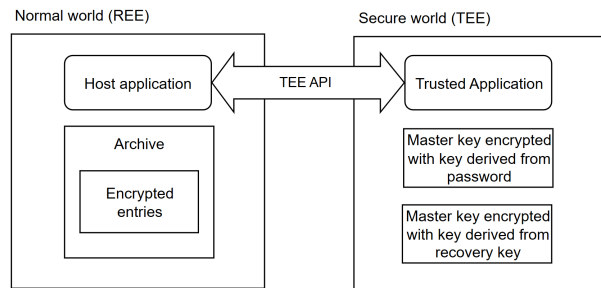 Normal world (REE)
Secure world (TEE)
Host application
TEE API
Trusted Application
Archive
Encrypted
entries
Master key encrypted
with key derived from
password
Master key encrypted
with key derived from
recovery key